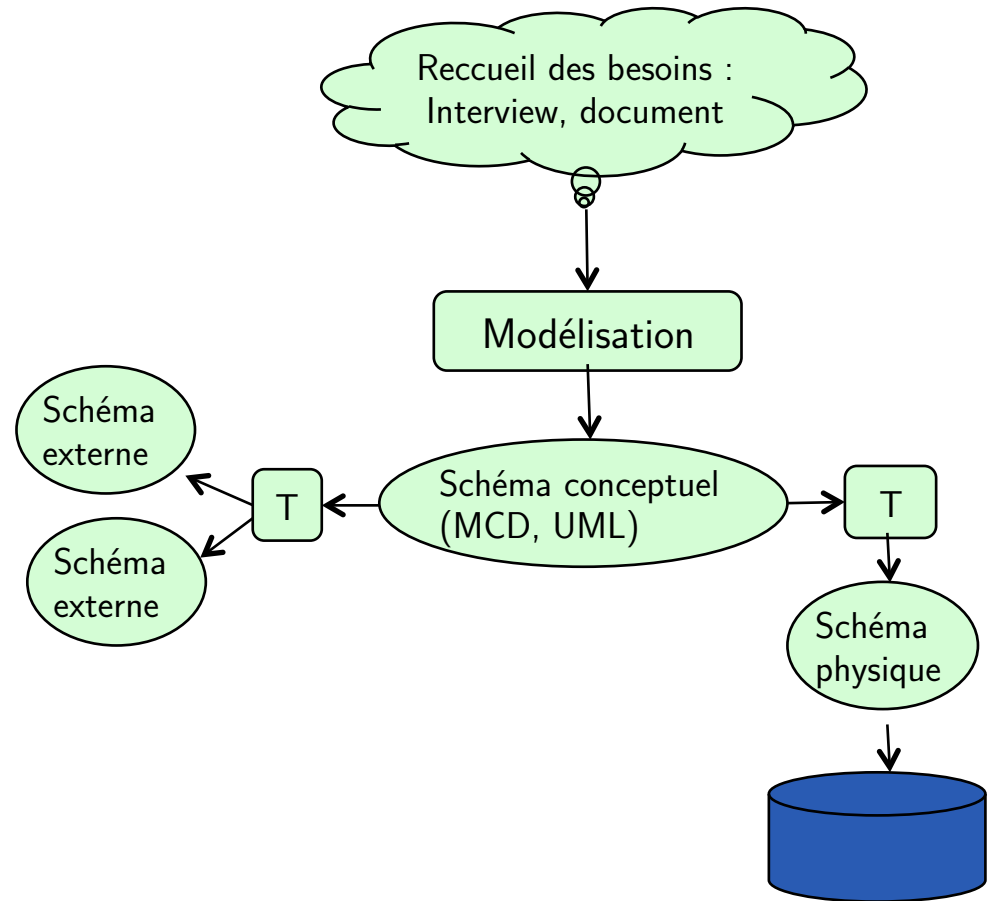 Reccueil des besoins :
Interview, document
Modélisation
Schéma
externe
Schéma
externe
T
Schéma conceptuel
(MCD, UML)
T
Schéma
physique